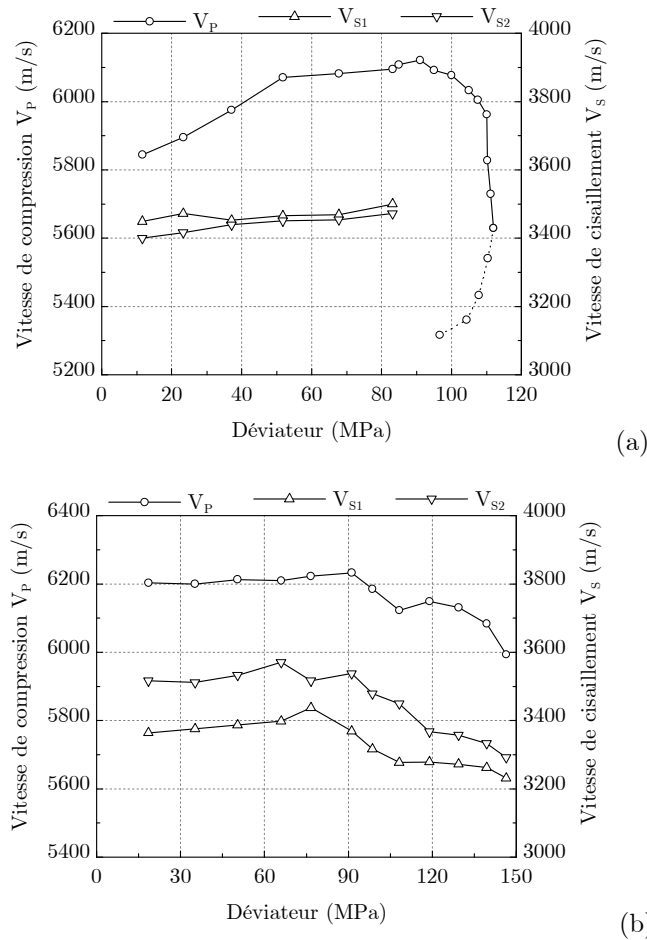 V_P V_S1 V_S2
6200 4000
6000 3800
5800 3600
5600 3400
5400 3200
5200 3000
0 20 40 60 80 100 120
Vitesse de compression V_P (m/s)
Vitesse de cisaillement V_S (m/s)
Déviateur (MPa)
(a)
V_P V_S1 V_S2
6400 4000
6200 3800
6000 3600
5800 3400
5600 3200
5400 3000
0 30 60 90 120 150
Vitesse de compression V_P (m/s)
Vitesse de cisaillement V_S (m/s)
Déviateur (MPa)
(b)